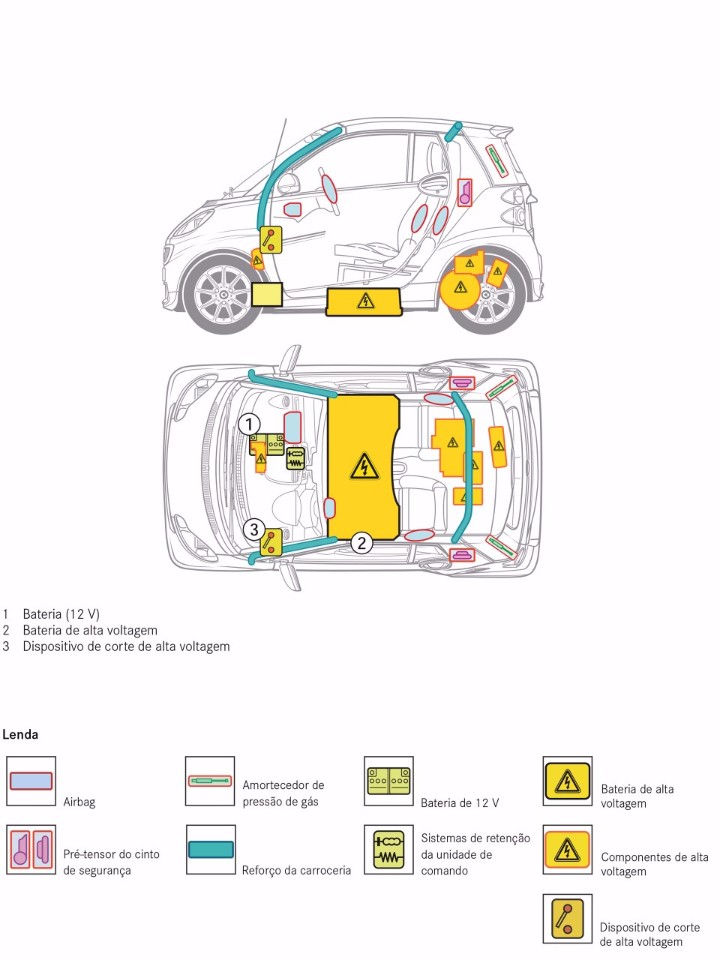 1
3
2
1 Bateria (12 V)
2 Bateria de alta voltagem
3 Dispositivo de corte de alta voltagem
Lenda
Airbag
Amortecedor de
pressão de gás
Bateria de 12 V
Bateria de alta
voltagem
Pré-tensor do cinto
de segurança
Reforço da carroceria
Sistemas de retenção
da unidade de
comando
Componentes de alta
voltagem
Dispositivo de corte
de alta voltagem